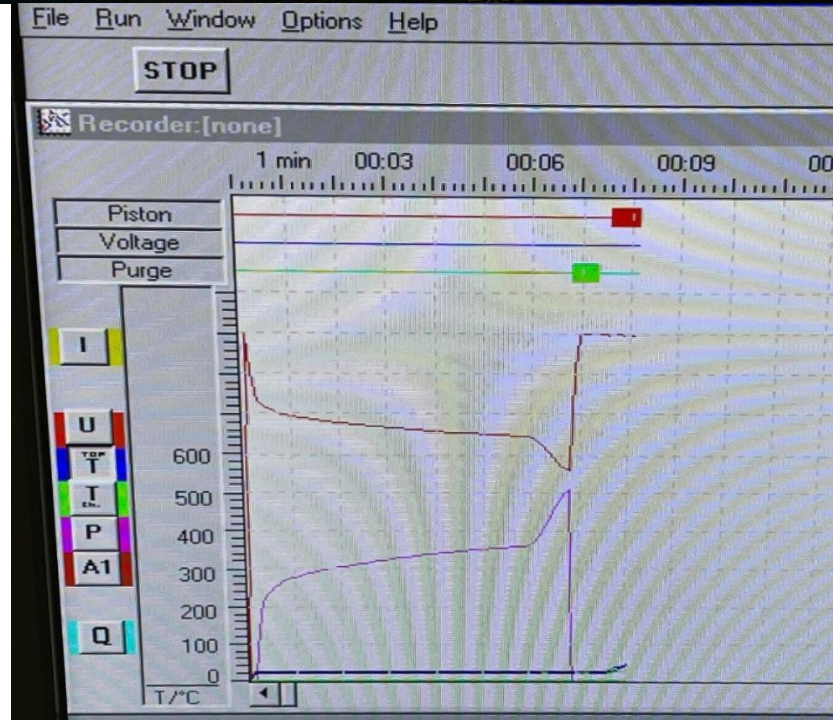 File Run Window Options Help
STOP
Recorder:[none]
1 min 00:03 00:06 00:09 00
Piston
Voltage
Purge
I
U
TOP
T
T
P
A1
Q
600
500
400
300
200
100
0
T/°C